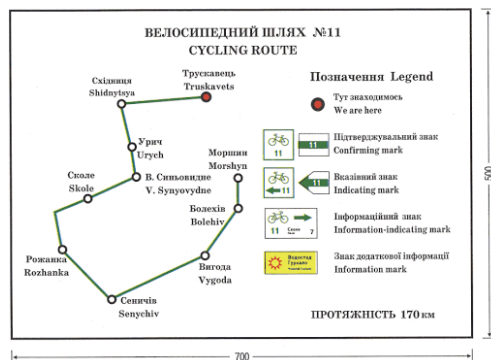 ВЕЛОСИПЕДНИЙ ШЛЯХ №11
CYCLING ROUTE
Східниця
Shidnytsya
Трускавець
Truskavets
Урич
Urych
Сколе
Skole
В. Синьовидне
V. Synyovydne
Моршин
Morshyn
Болехів
Bolehiv
Рожанка
Rozhanka
Вигода
Vygoda
Сеничів
Senychiv
Позначення Legend
Тут знаходимось
We are here
11
11
Підтверджувальний знак
Confirming mark
11
11
Вказівний знак
Indicating mark
11
7
Інформаційний знак
Information-indicating mark
Знак додаткової інформації
Information mark
ПРОТЯЖНІСТЬ 170 км
500
700